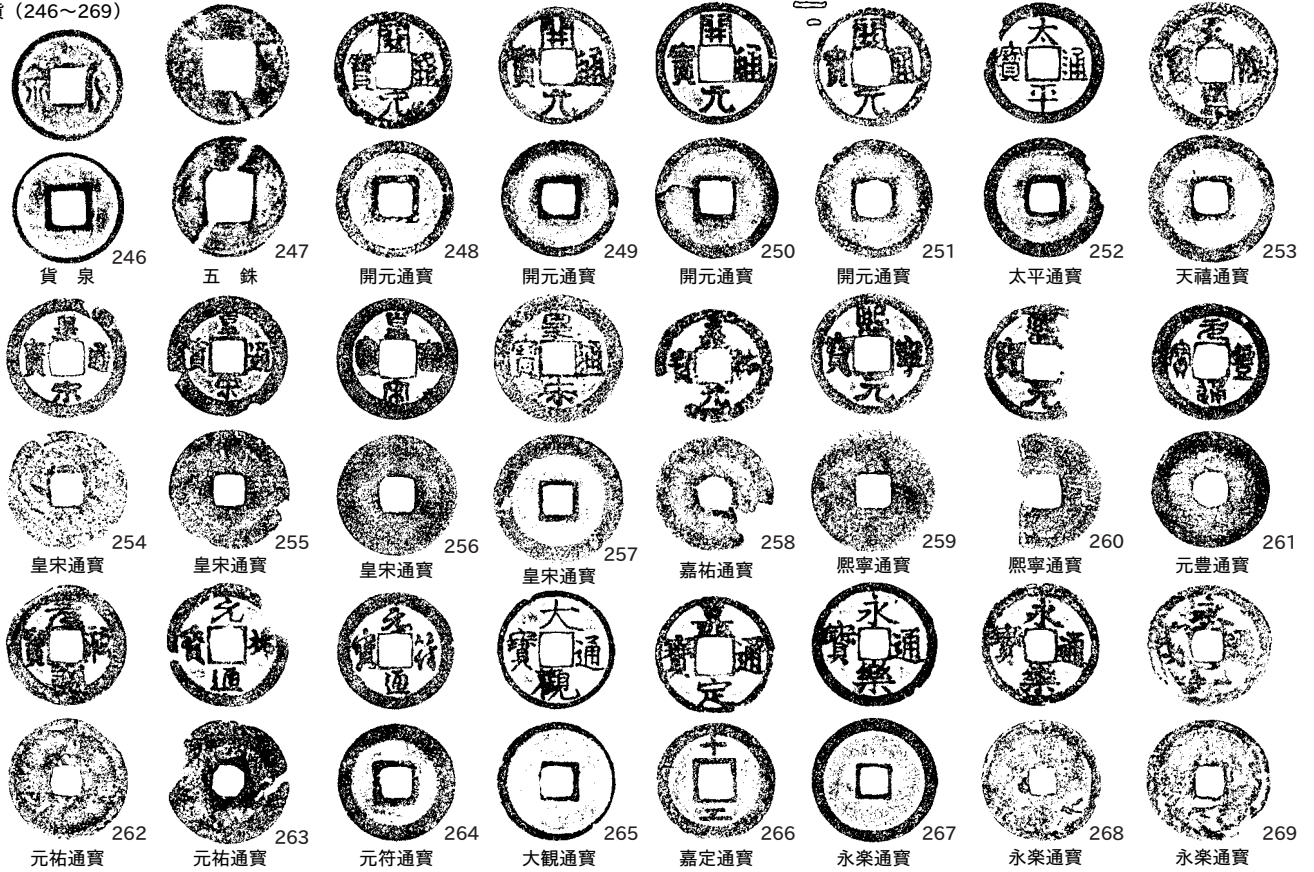 （246～269）
246 247 248 249 250 251 252 253
貨　泉 五　銖 開元通寳 開元通寳 開元通寳 開元通寳 太平通寳 天禧通寳
254 255 256 257 258 259 260 261
皇宋通寳 皇宋通寳 皇宋通寳 皇宋通寳 嘉祐通寳 熈寧通寳 熈寧通寳 元豊通寳
262 263 264 265 266 267 268 269
元祐通寳 元祐通寳 元符通寳 大観通寳 嘉定通寳 永楽通寳 永楽通寳 永楽通寳